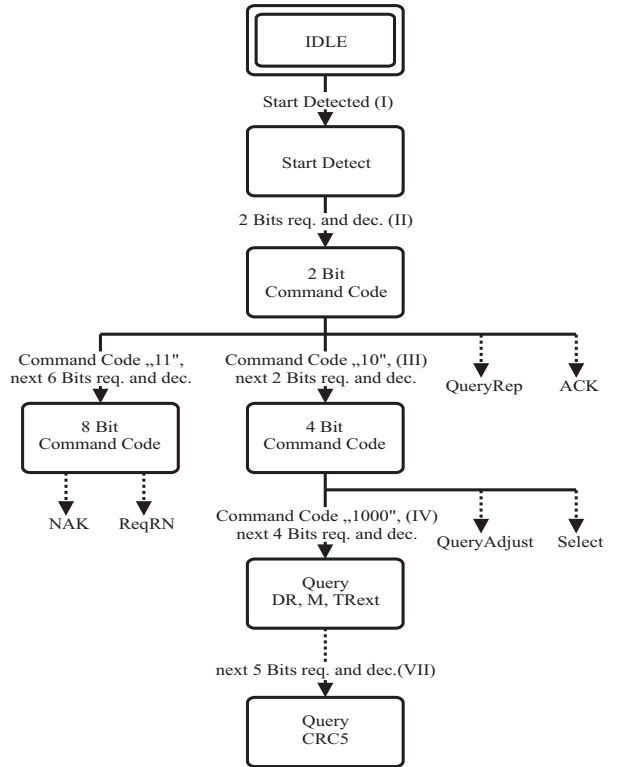 IDLE
Start Detected (I)
Start Detect
2 Bits req. and dec. (II)
2 Bit
Command Code
Command Code „11",
next 6 Bits req. and dec.
Command Code „10", (III)
next 2 Bits req. and dec.
QueryRep
ACK
8 Bit
Command Code
4 Bit
Command Code
NAK
ReqRN
Command Code „1000", (IV)
next 4 Bits req. and dec.
QueryAdjust
Select
Query
DR, M, TRext
next 5 Bits req. and dec.(VII)
Query
CRC5